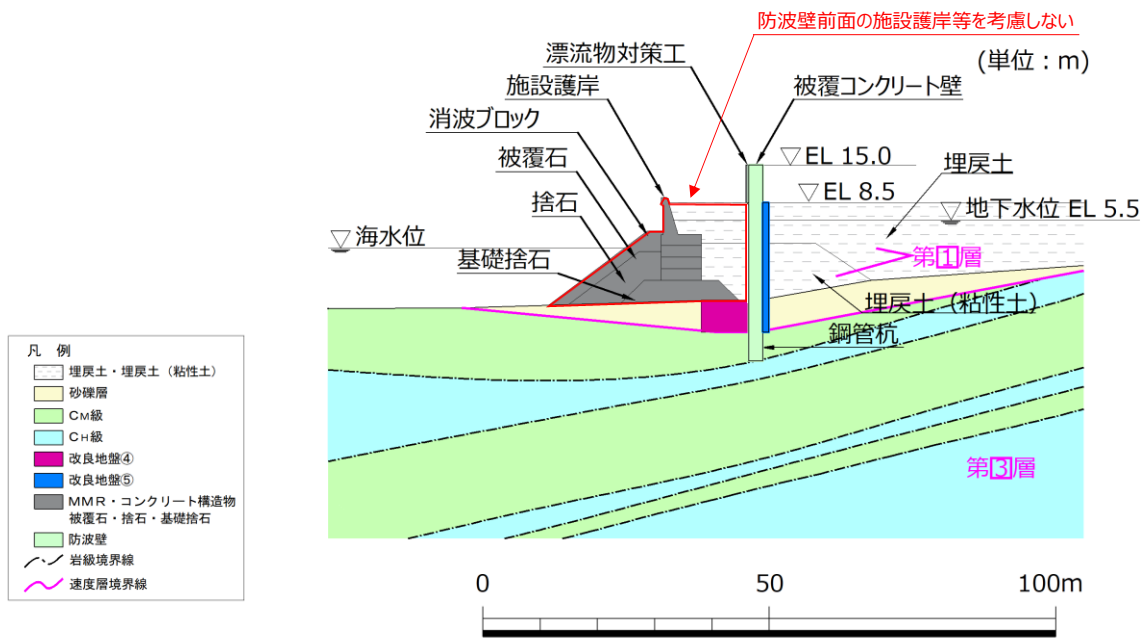 防波壁前面の施設護岸等を考慮しない
(単位：m)
漂流物対策工
施設護岸
被覆コンクリート壁
消波ブロック
被覆石
捨石
基礎捨石
海水位
EL 15.0
EL 8.5
埋戻土
地下水位 EL 5.5
第1層
埋戻土（粘性土）
鋼管杭
第3層
凡 例
埋戻土・埋戻土（粘性土）
砂礫層
CM級
CH級
改良地盤④
改良地盤⑤
MMR・コンクリート構造物
被覆石・捨石・基礎捨石
防波壁
岩級境界線
速度層境界線
0 50 100m